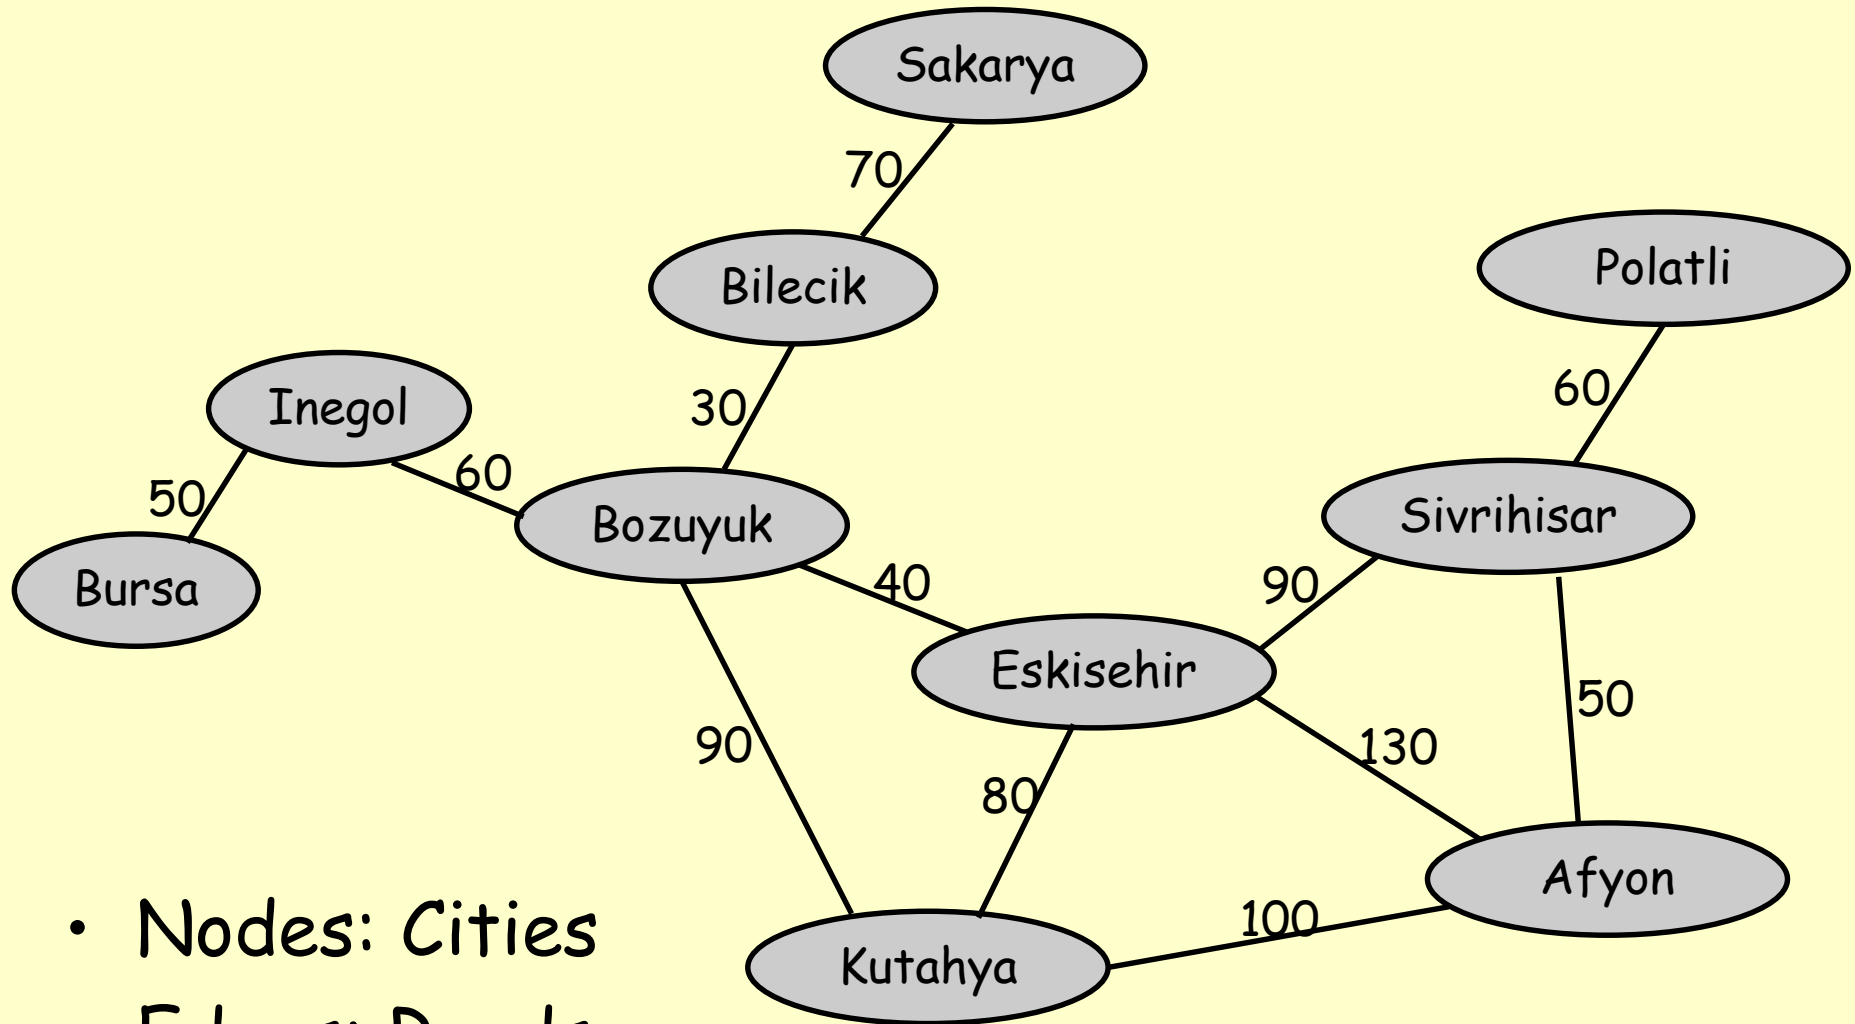 Sakarya
70
Bilecik
Polatli
30
60
Inegol
60
50
Bozuyuk
Sivrihisar
Bursa
40
90
Eskisehir
50
90
130
80
Afyon
100
• Nodes: Cities
Kutahya